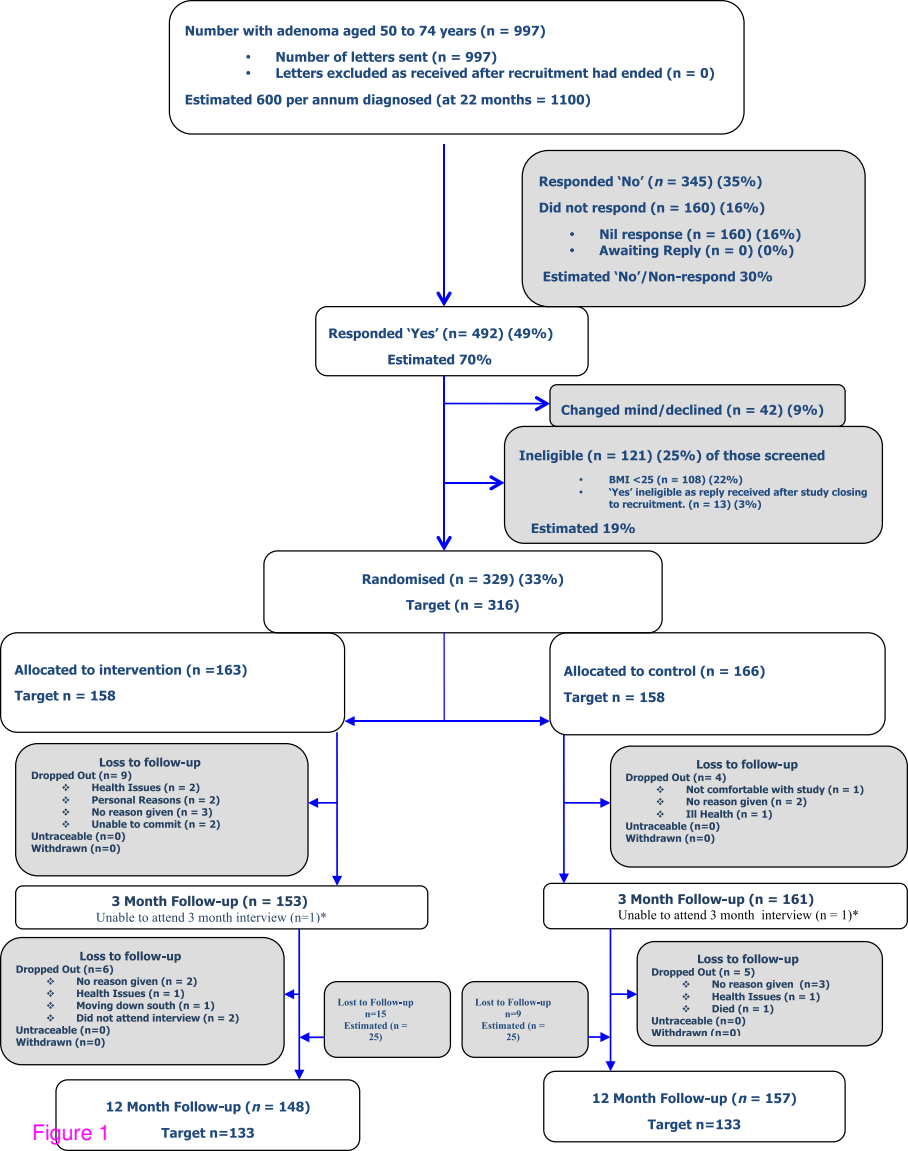 Number with adenoma aged 50 to 74 years (n = 997)
• Number of letters sent (n = 997)
• Letters excluded as received after recruitment had ended (n = 0)
Estimated 600 per annum diagnosed (at 22 months = 1100)
Responded ‘No’ (n = 345) (35%)
Did not respond (n = 160) (16%)
• Nil response (n = 160) (16%)
• Awaiting Reply (n = 0) (0%)
Estimated ‘No’/Non-respond 30%
Responded ‘Yes’ (n= 492) (49%)
Estimated 70%
Changed mind/declined (n = 42) (9%)
Ineligible (n = 121) (25%) of those screened
• BMI <25 (n = 108) (22%)
• ‘Yes’ ineligible as reply received after study closing
to recruitment. (n = 13) (3%)
Estimated 19%
Randomised (n = 329) (33%)
Target (n = 316)
Allocated to intervention (n =163)
Target n = 158
Allocated to control (n = 166)
Target n = 158
Loss to follow-up
Dropped Out (n= 9)
❖ Health Issues (n = 2)
❖ Personal Reasons (n = 2)
❖ No reason given (n = 3)
❖ Unable to commit (n = 2)
Untraceable (n=0)
Withdrawn (n=0)
Loss to follow-up
Dropped Out (n= 4)
❖ Not comfortable with study (n = 1)
❖ No reason given (n = 2)
❖ Ill Health (n = 1)
Untraceable (n=0)
Withdrawn (n=0)
3 Month Follow-up (n = 153)
Unable to attend 3 month interview (n=1)*
3 Month Follow-up (n = 161)
Unable to attend 3 month interview (n = 1)*
Loss to follow-up
Dropped Out (n=6)
❖ No reason given (n = 2)
❖ Health Issues (n = 1)
❖ Moving down south (n = 1)
❖ Did not attend interview (n = 2)
Untraceable (n=0)
Withdrawn (n=0)
Lost to Follow-up
n=15
Estimated (n =
25)
Lost to Follow-up
n=9
Estimated (n =
25)
Loss to follow-up
Dropped Out (n = 5)
❖ No reason given (n=3)
❖ Health Issues (n = 1)
❖ Died (n = 1)
Untraceable (n=0)
Withdrawn (n=0)
12 Month Follow-up (n = 148)
Target n=133
12 Month Follow-up (n = 157)
Target n=133
Figure 1